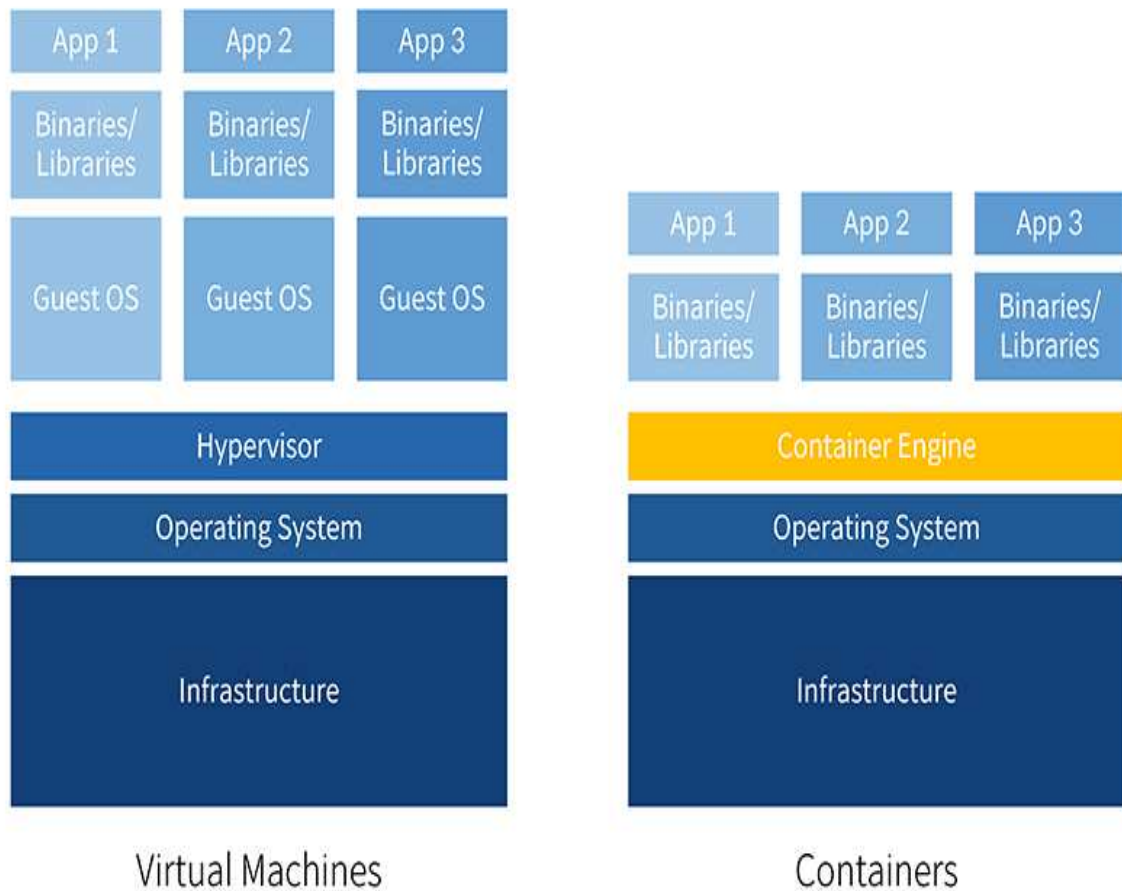 App 1
App 2
App 3
Binaries/
Libraries
Binaries/
Libraries
Binaries/
Libraries
Guest OS
Guest OS
Guest OS
Hypervisor
Operating System
Infrastructure
Virtual Machines
App 1
App 2
App 3
Binaries/
Libraries
Binaries/
Libraries
Binaries/
Libraries
Container Engine
Operating System
Infrastructure
Containers